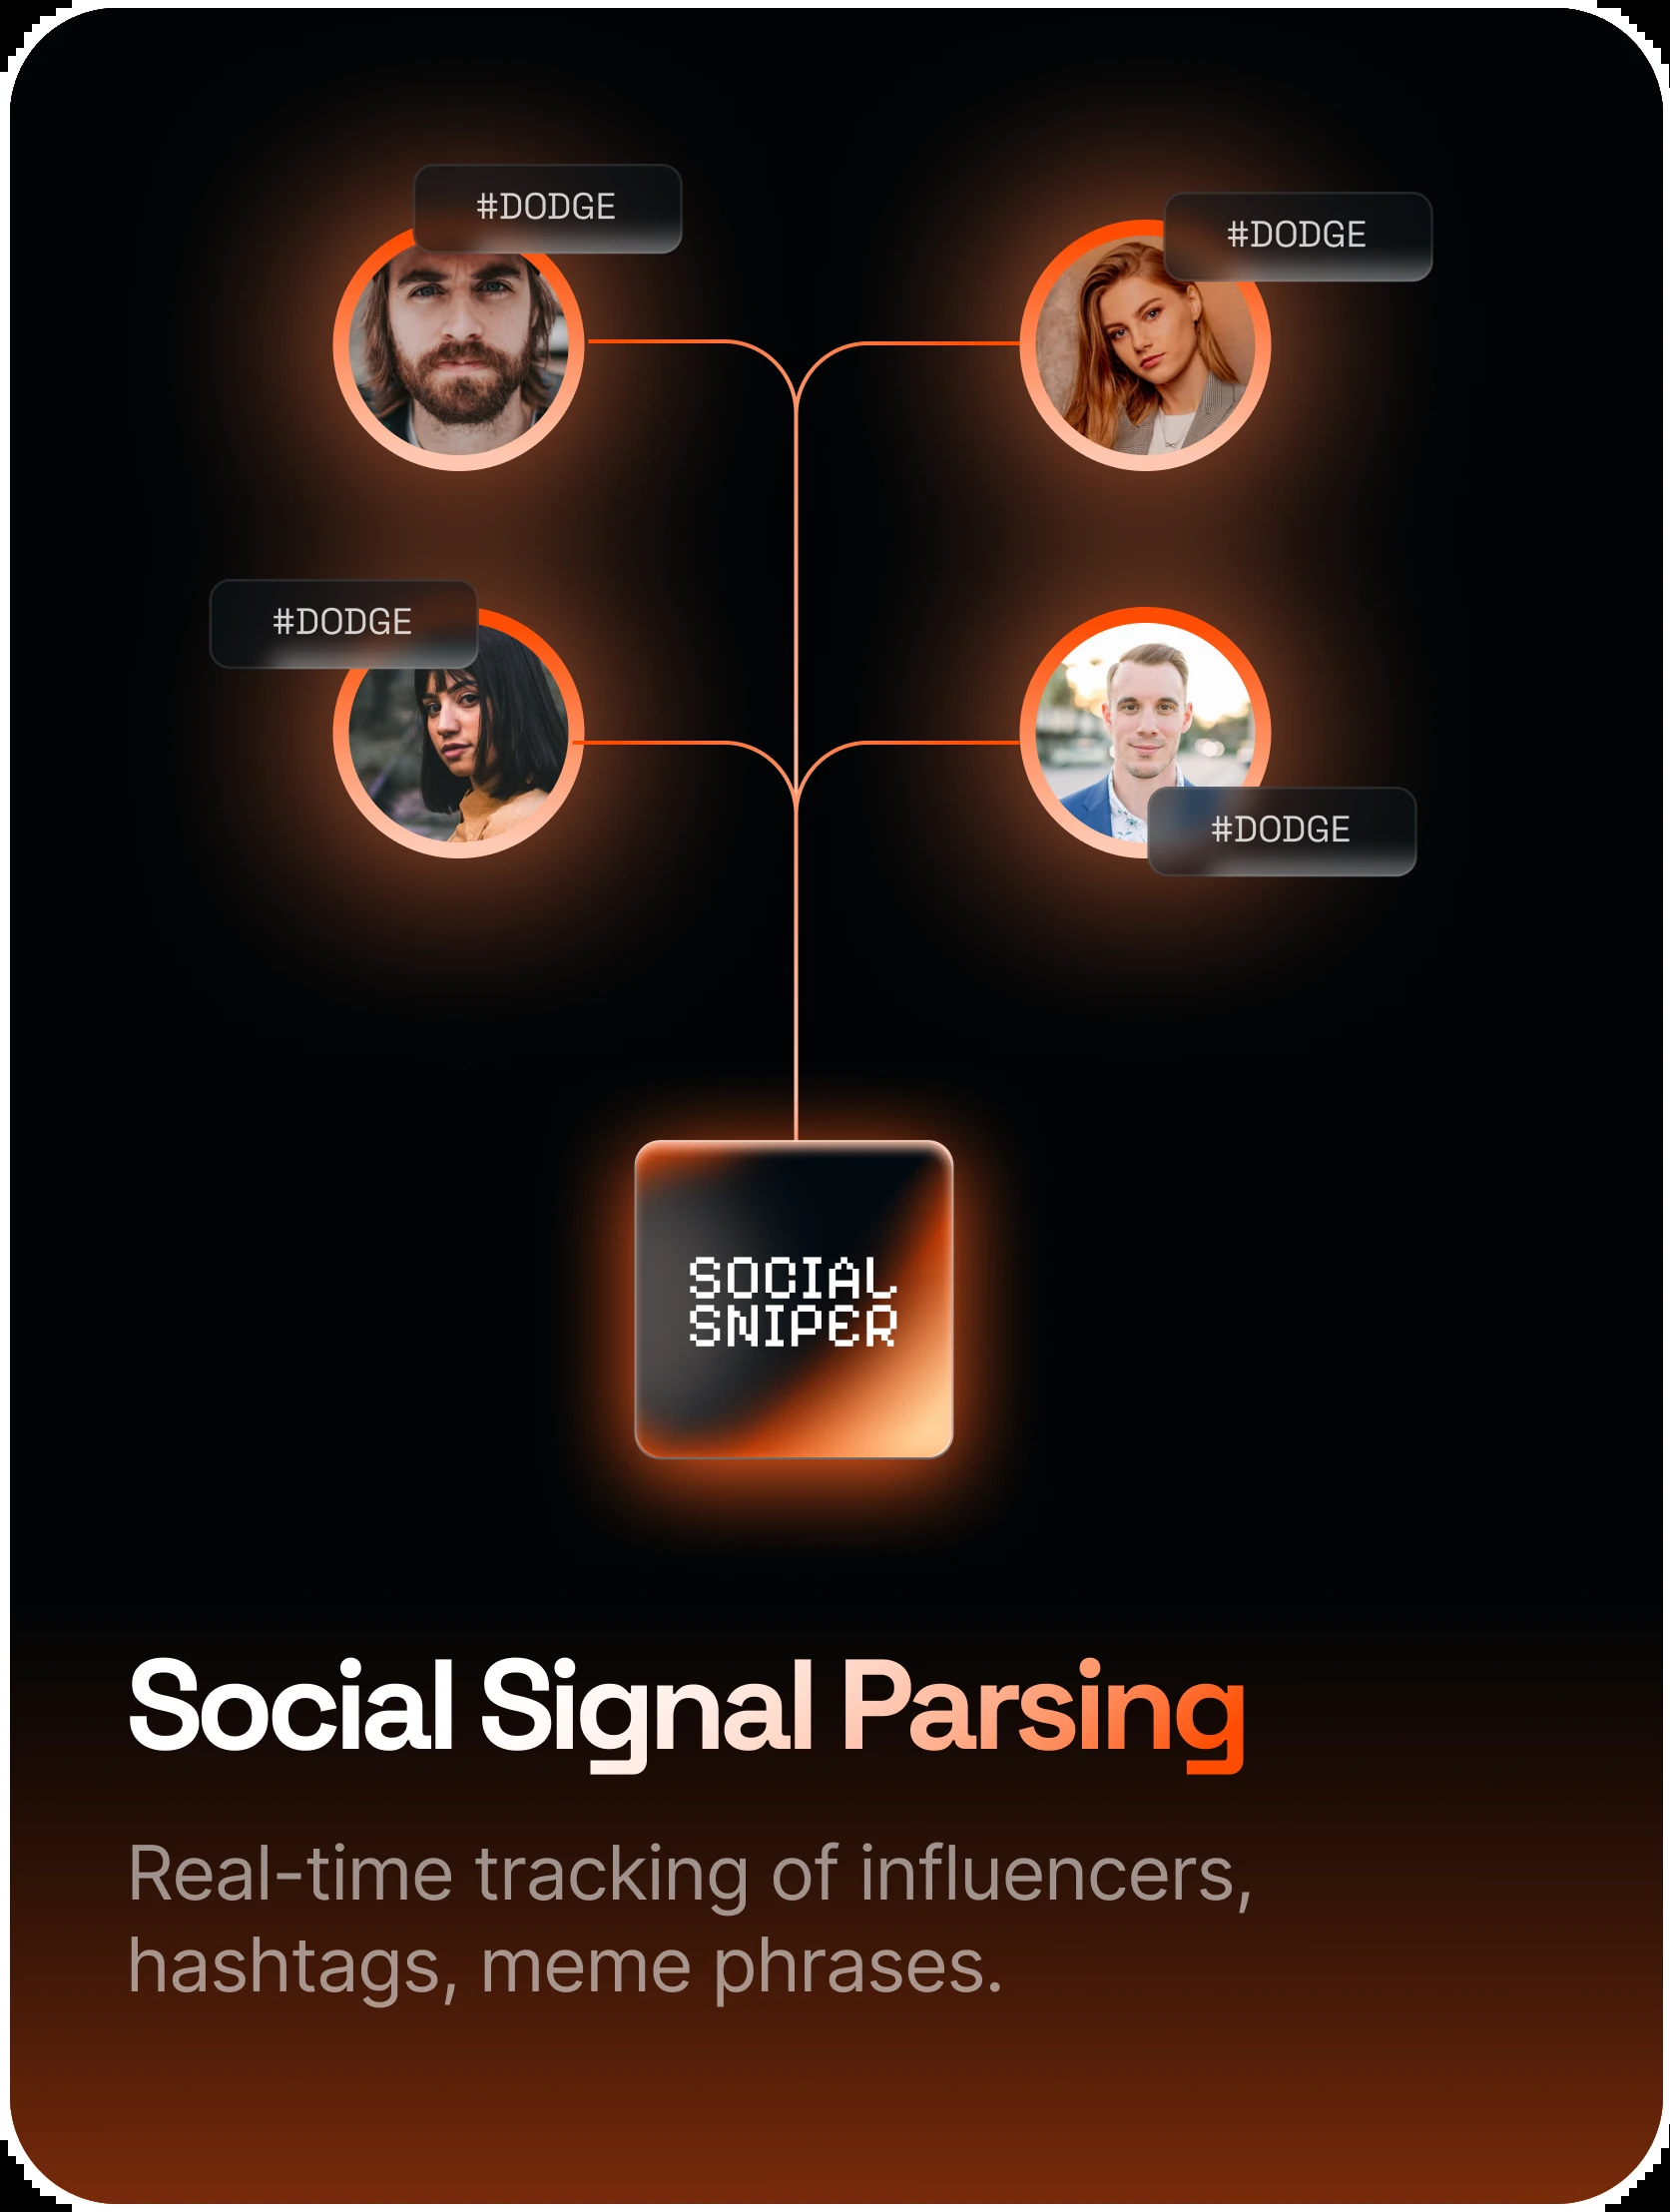 #DODGE
#DODGE
#DODGE
#DODGE
SOCIAL
SNIPER
Social Signal Parsing
Real-time tracking of influencers,
hashtags, meme phrases.